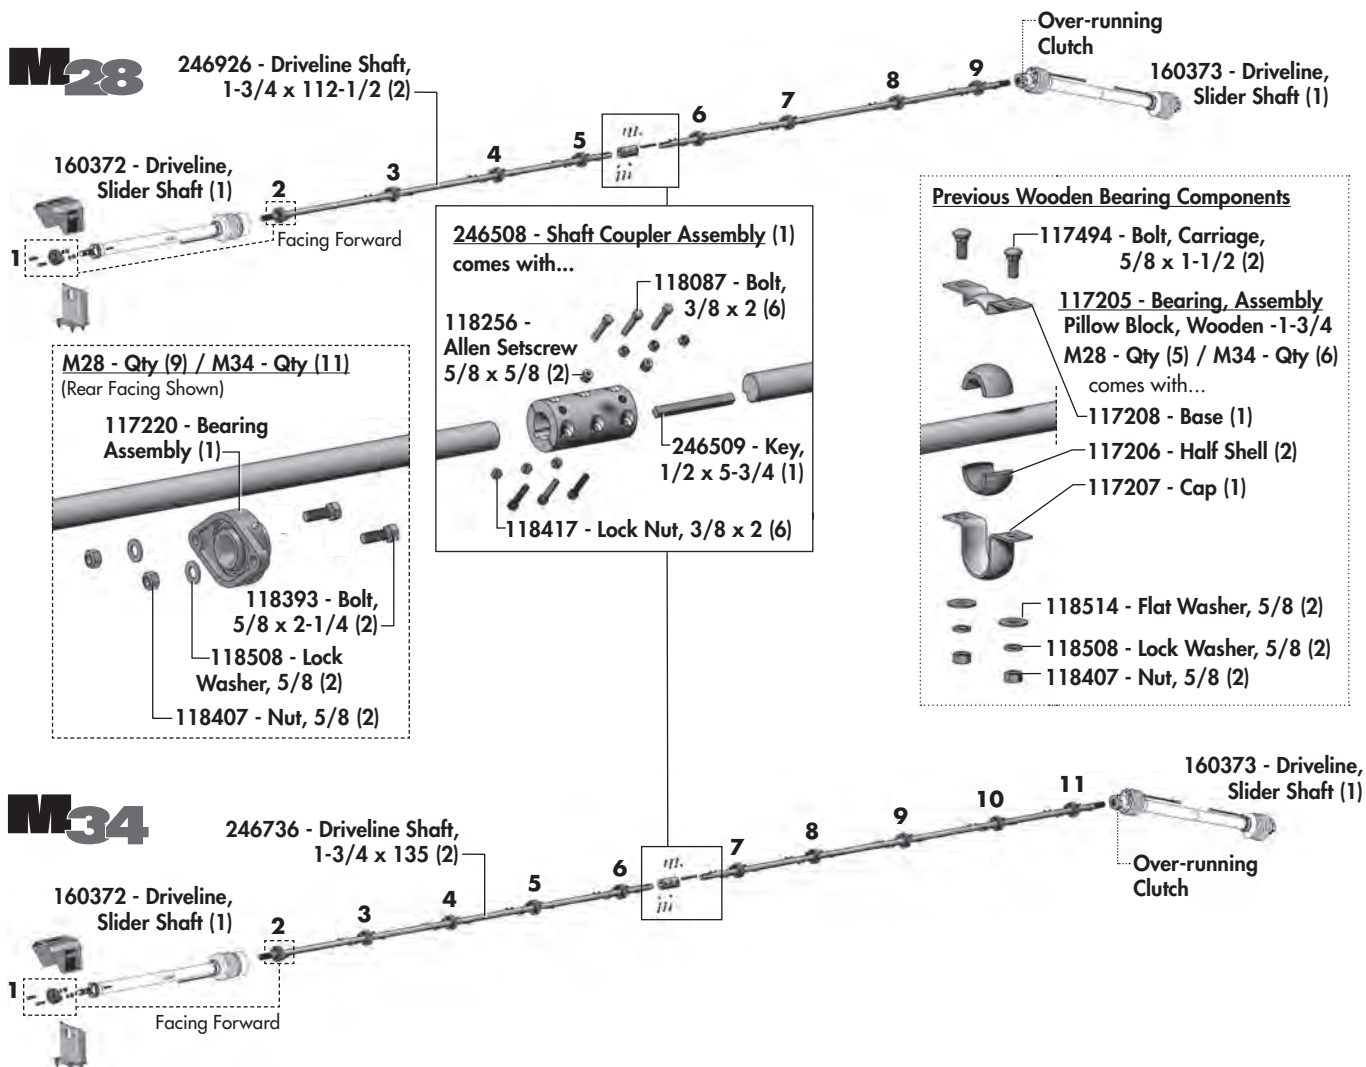 M28
246926 - Driveline Shaft,
1-3/4 x 112-1/2 (2)
Over-running
Clutch
160373 - Driveline,
Slider Shaft (1)
160372 - Driveline,
Slider Shaft (1)
1
2
3
4
5
6
7
8
9
Facing Forward
M28 - Qty (9) / M34 - Qty (11)
(Rear Facing Shown)
117220 - Bearing
Assembly (1)
118393 - Bolt,
5/8 x 2-1/4 (2)
118508 - Lock
Washer, 5/8 (2)
118407 - Nut, 5/8 (2)
246508 - Shaft Coupler Assembly (1)
comes with...
118087 - Bolt,
3/8 x 2 (6)
118256 -
Allen Setscrew
5/8 x 5/8 (2)
246509 - Key,
1/2 x 5-3/4 (1)
118417 - Lock Nut, 3/8 x 2 (6)
Previous Wooden Bearing Components
117494 - Bolt, Carriage,
5/8 x 1-1/2 (2)
117205 - Bearing, Assembly
Pillow Block, Wooden -1-3/4
M28 - Qty (5) / M34 - Qty (6)
comes with...
117208 - Base (1)
117206 - Half Shell (2)
117207 - Cap (1)
118514 - Flat Washer, 5/8 (2)
118508 - Lock Washer, 5/8 (2)
118407 - Nut, 5/8 (2)
M34
246736 - Driveline Shaft,
1-3/4 x 135 (2)
160373 - Driveline,
Slider Shaft (1)
Over-running
Clutch
160372 - Driveline,
Slider Shaft (1)
1
2
3
4
5
6
7
8
9
10
11
Facing Forward